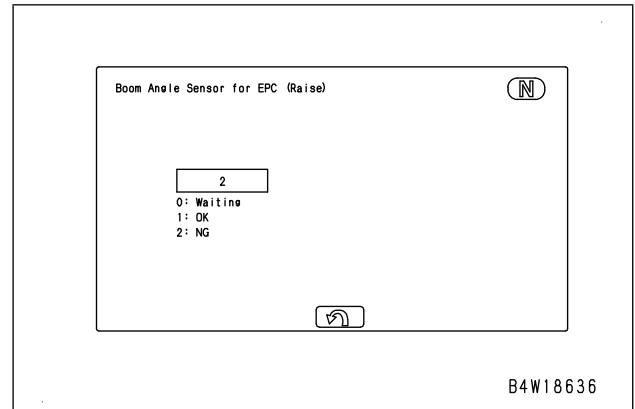 Boom Angle Sensor for EPC (Raise)
N
2
0: Waiting
1: OK
2: NG
B4W18636